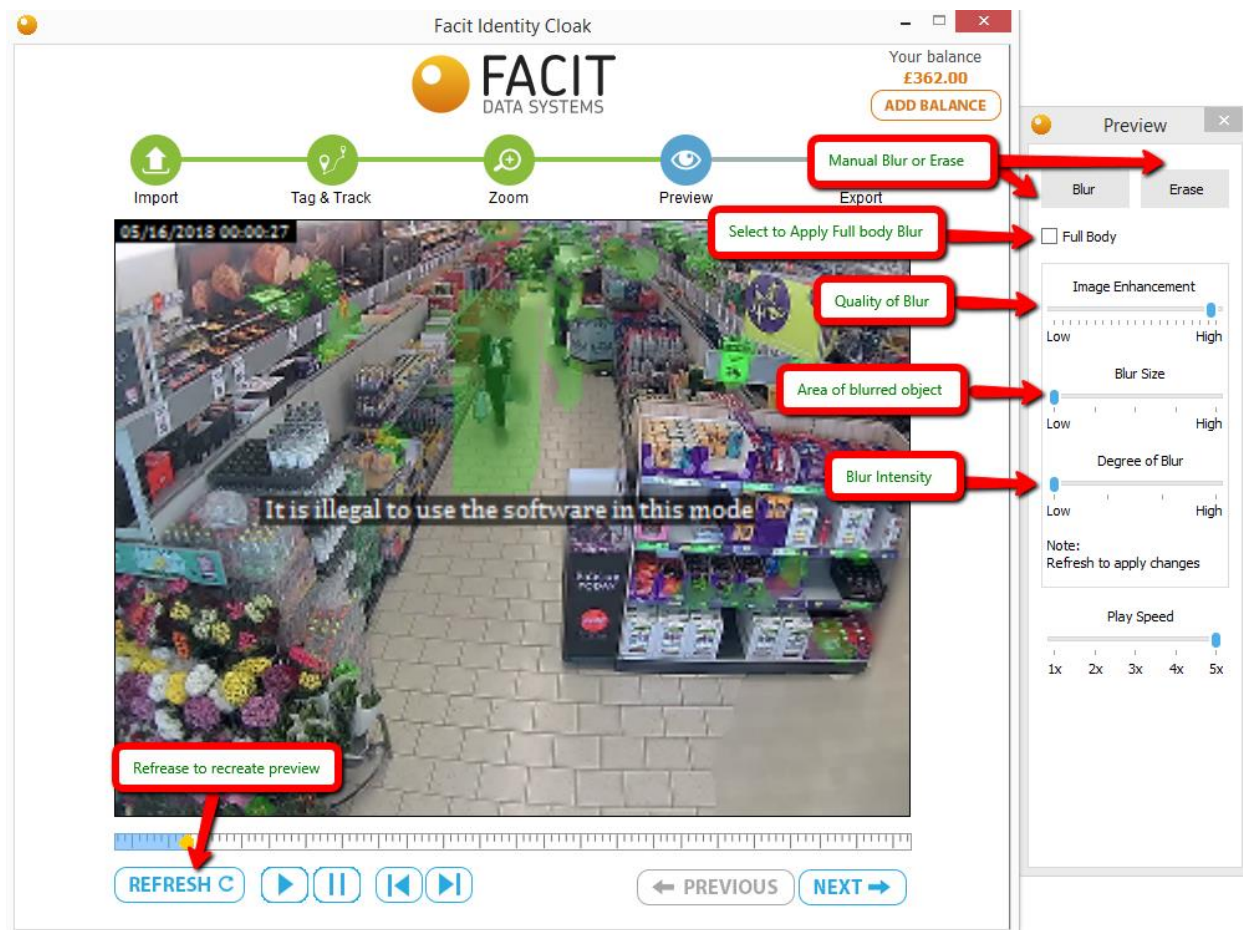 Facit Identity Cloak
FACIT
DATA SYSTEMS
Your balance
£362.00
ADD BALANCE
Import
Tag & Track
Zoom
Preview
Export
Manual Blur or Erase
Select to Apply Full body Blur
Quality of Blur
Area of blurred object
Blur Intensity
05/16/2018 00:00:27
It is illegal to use the software in this mode
Refrease to recreate preview
REFRESH
PREVIOUS
NEXT
Preview
Blur
Erase
Full Body
Image Enhancement
Low High
Blur Size
Low High
Degree of Blur
Low High
Note:
Refresh to apply changes
Play Speed
1x 2x 3x 4x 5x